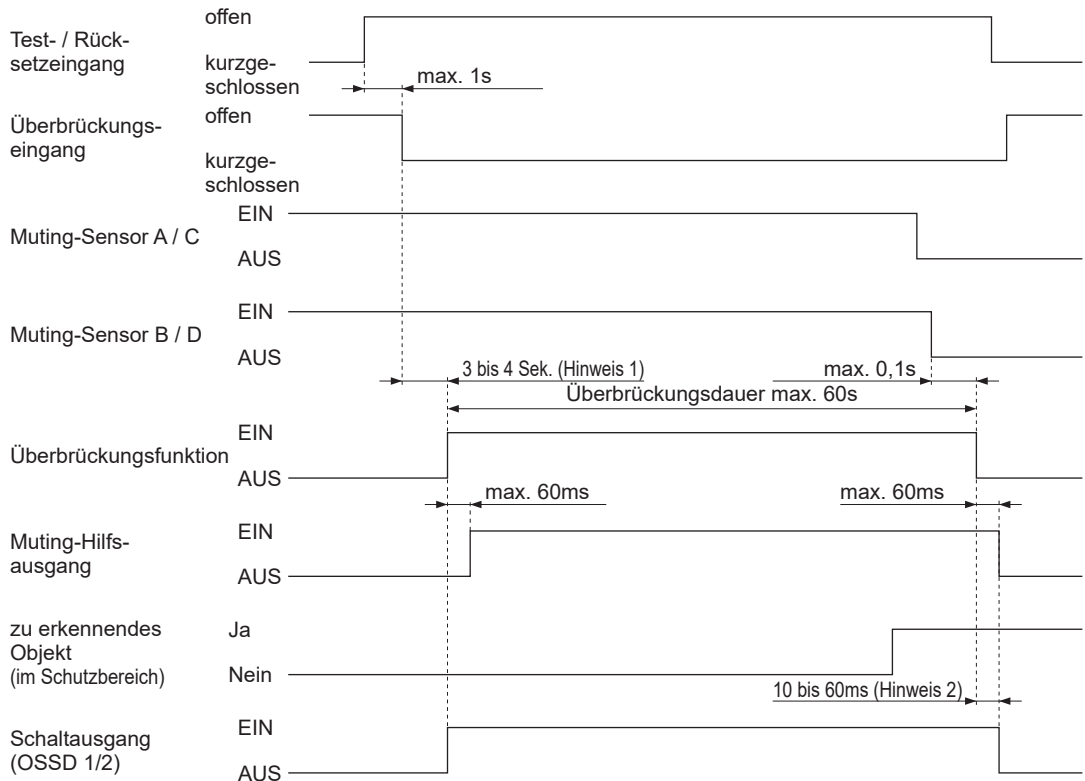 offen
Test- / Rück-
setzeingang
kurzge-
schlossen
max. 1s
offen
Überbrückungs-
eingang
kurzge-
schlossen
EIN
Muting-Sensor A / C
AUS
EIN
Muting-Sensor B / D
AUS
3 bis 4 Sek. (Hinweis 1)
max. 0,1s
Überbrückungsdauer max. 60s
EIN
Überbrückungsfunktion
AUS
max. 60ms
max. 60ms
EIN
Muting-Hilfs-
ausgang
AUS
zu erkennendes
Objekt
(im Schutzbereich)
Ja
Nein
10 bis 60ms (Hinweis 2)
EIN
Schaltausgang
(OSSD 1/2)
AUS